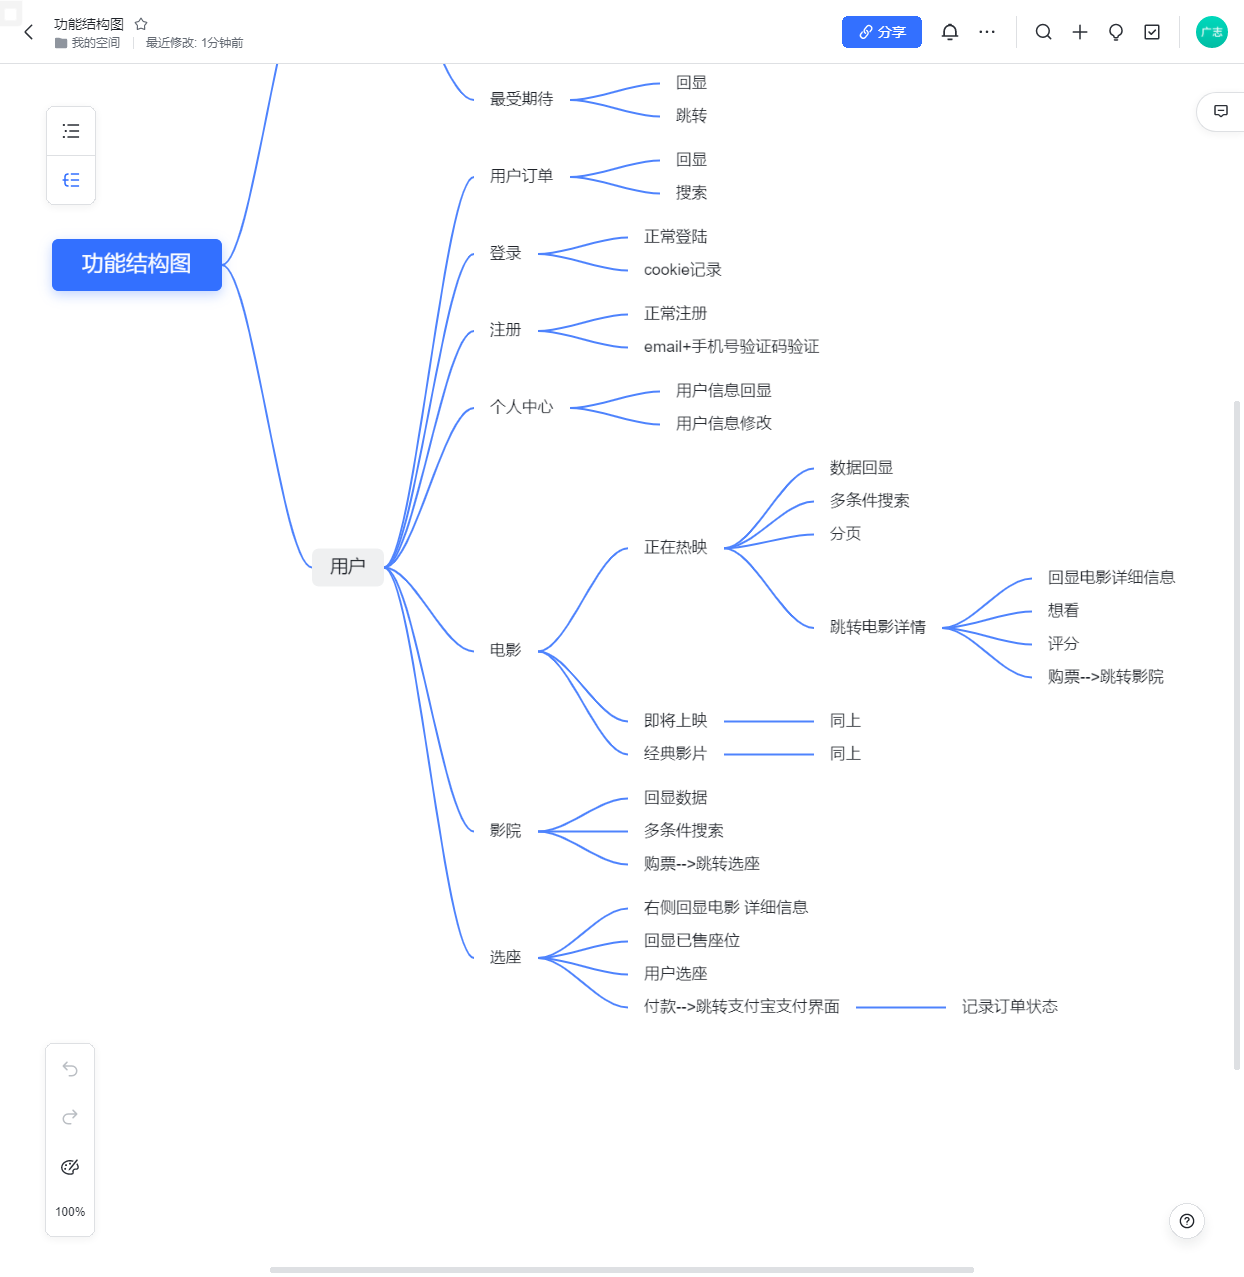 功能结构图
我的空间
最近修改: 1分钟前
分享
广志
最受期待
回显
跳转
用户订单
回显
搜索
登录
正常登陆
cookie记录
注册
正常注册
email+手机号验证码验证
个人中心
用户信息回显
用户信息修改
功能结构图
用户
电影
正在热映
数据回显
多条件搜索
分页
跳转电影详情
回显电影详细信息
想看
评分
购票-->跳转影院
即将上映
同上
经典影片
同上
影院
回显数据
多条件搜索
购票-->跳转选座
选座
右侧回显电影 详细信息
回显已售座位
用户选座
付款-->跳转支付宝支付界面
记录订单状态
100%